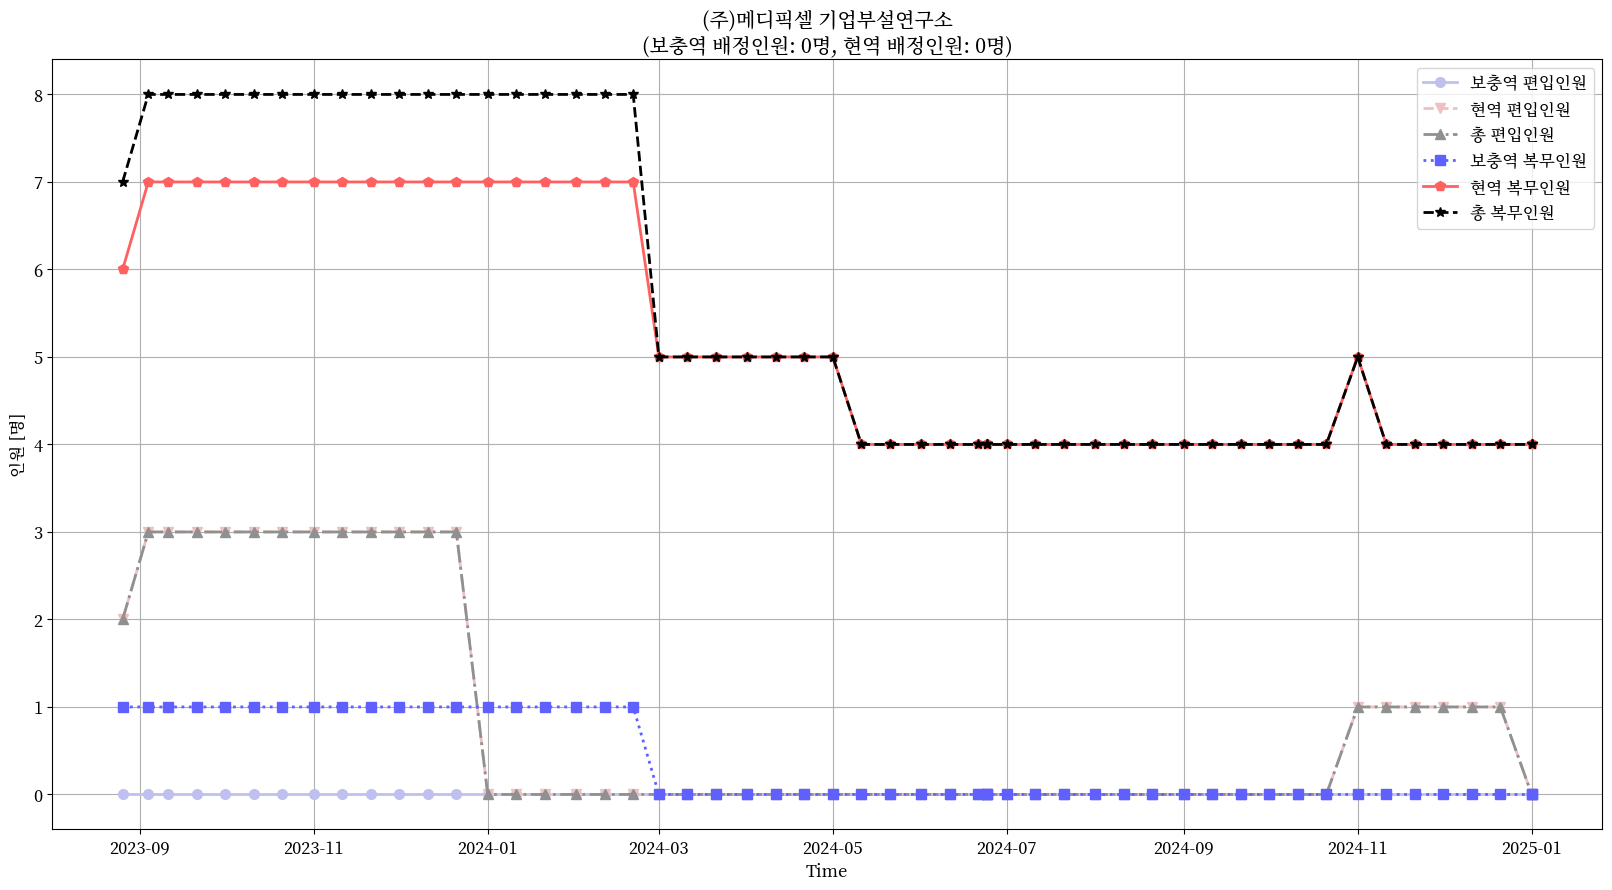 (주)메디픽셀 기업부설연구소
(보충역 배정인원: 0명, 현역 배정인원: 0명)
보충역 편입인원
현역 편입인원
총 편입인원
보충역 복무인원
현역 복무인원
총 복무인원
인원 [명]
8
7
6
5
4
3
2
1
0
2023-09 2023-11 2024-01 2024-03 2024-05 2024-07 2024-09 2024-11 2025-01
Time